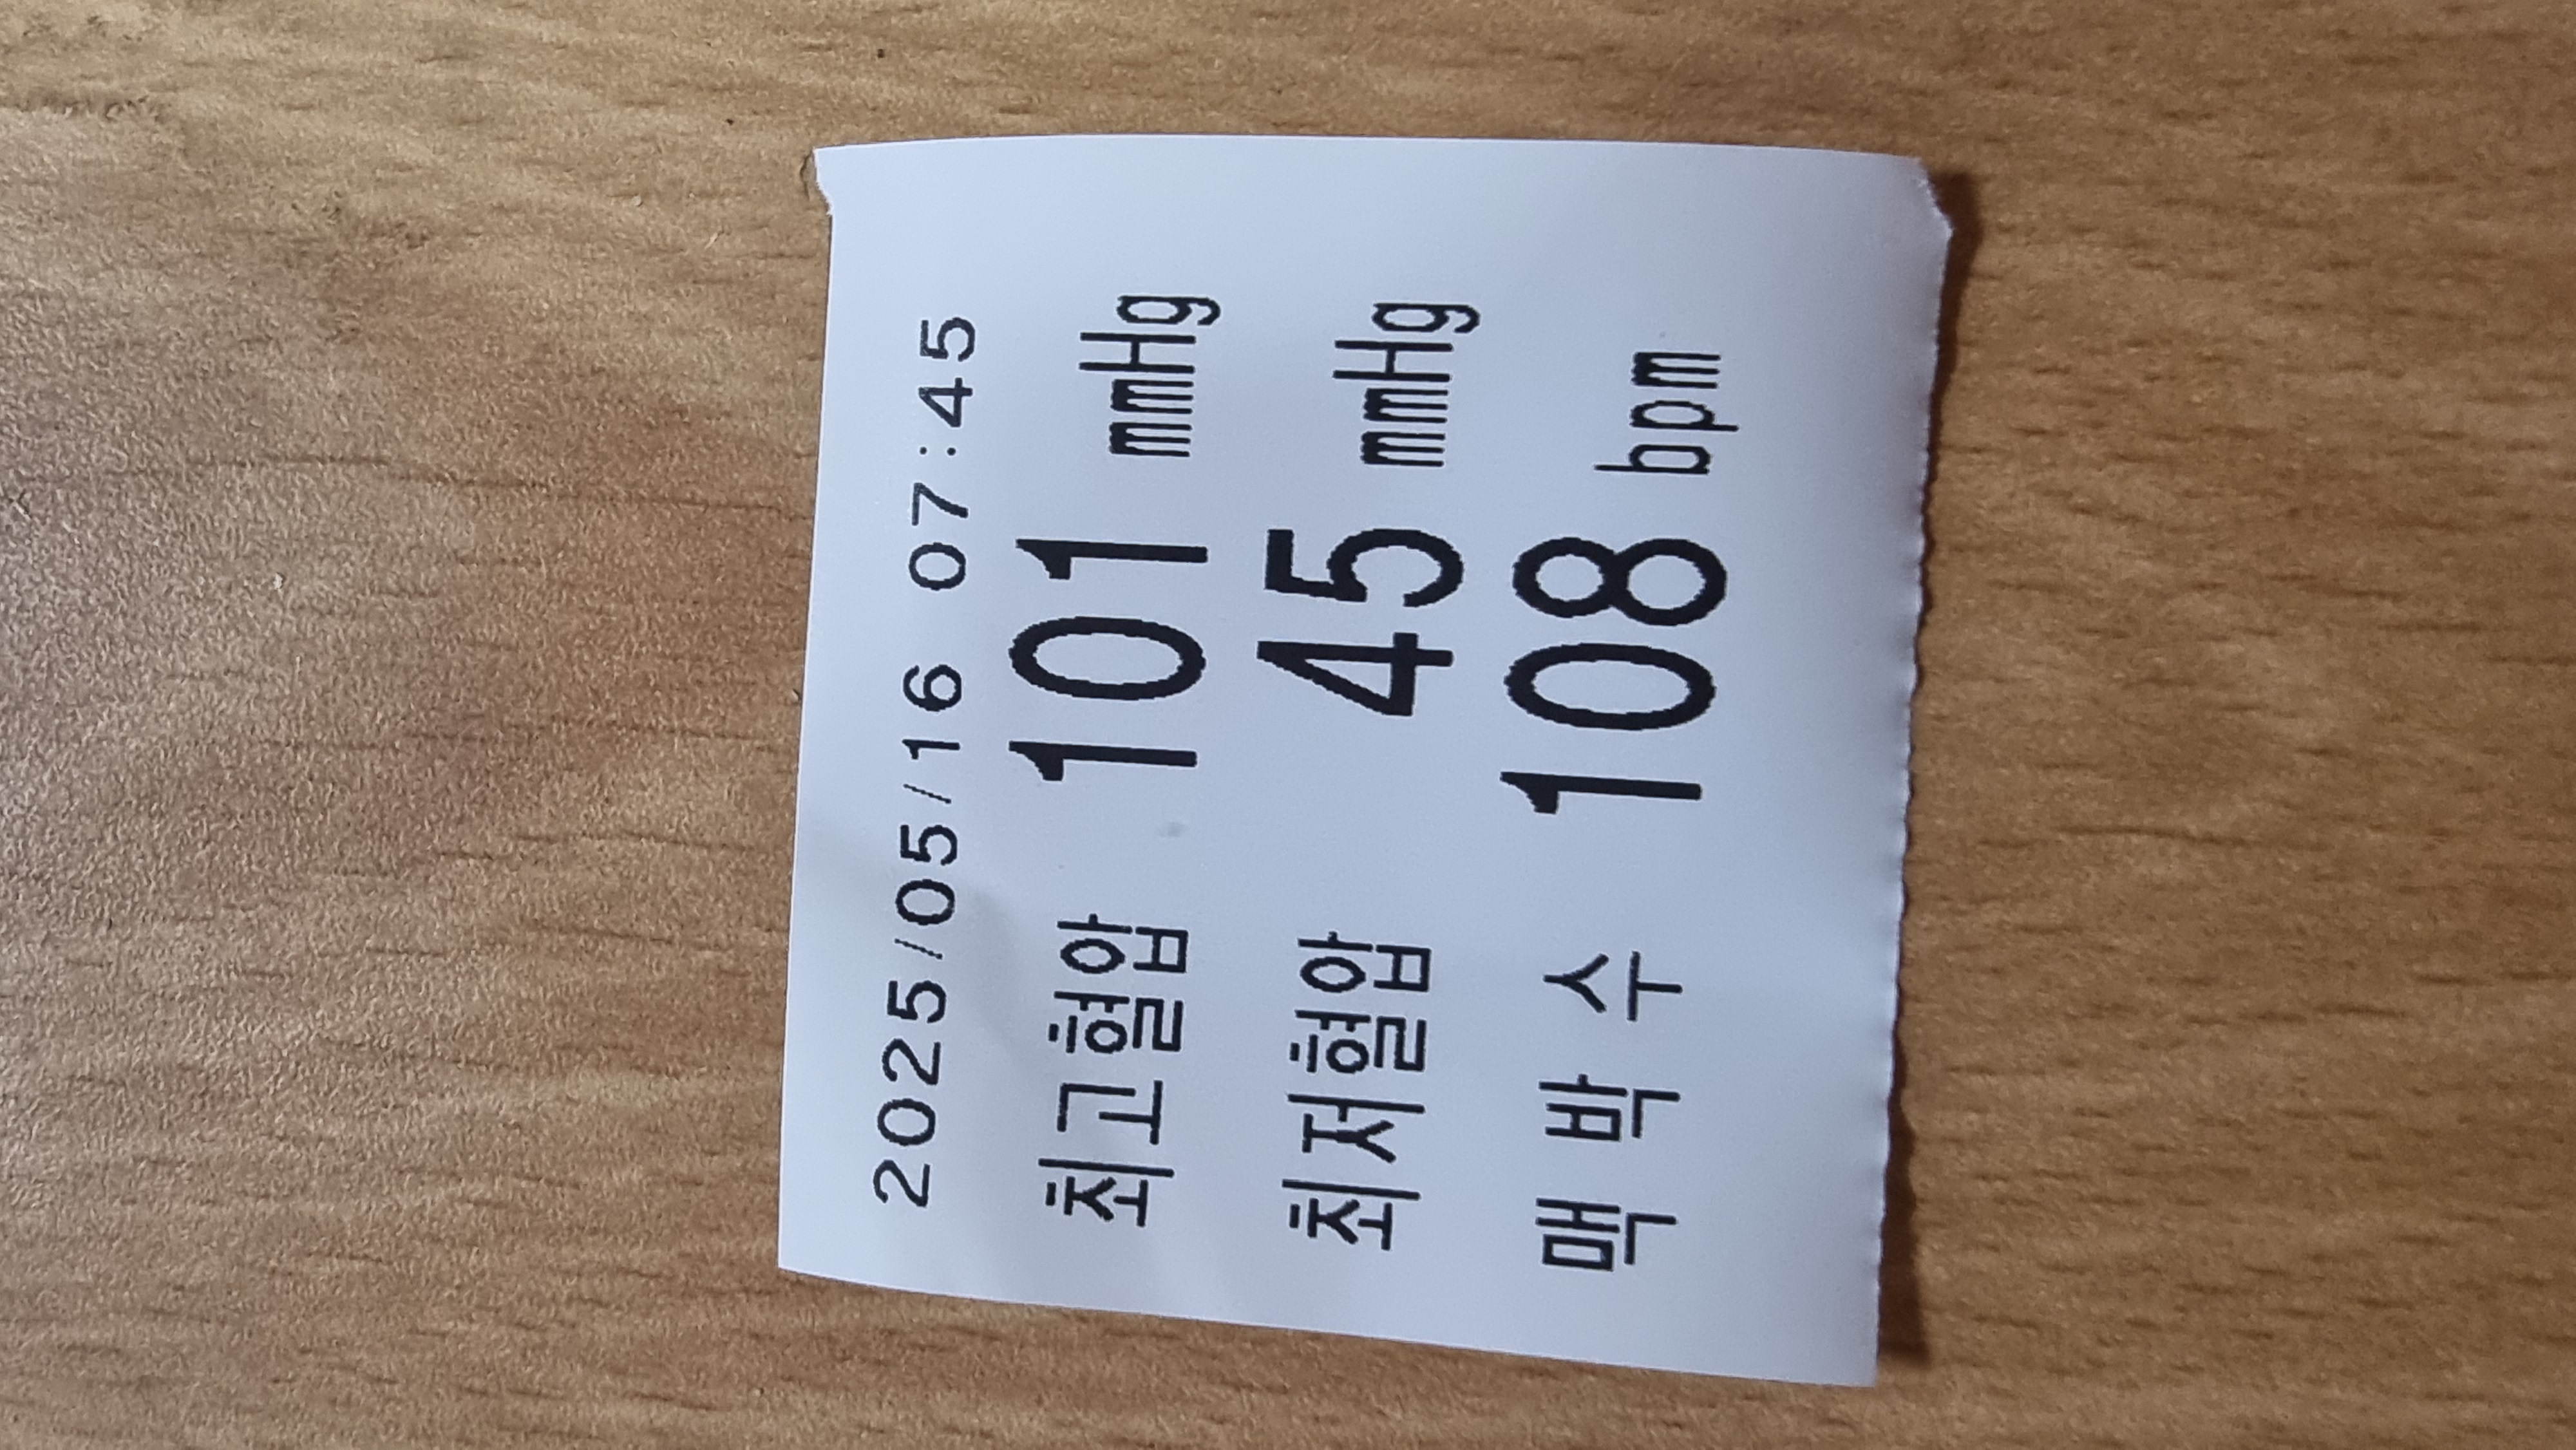 2025/05/16 07:45
최고혈압 101 mmHg
최저혈압 45 mmHg
맥 박 수 108 bpm